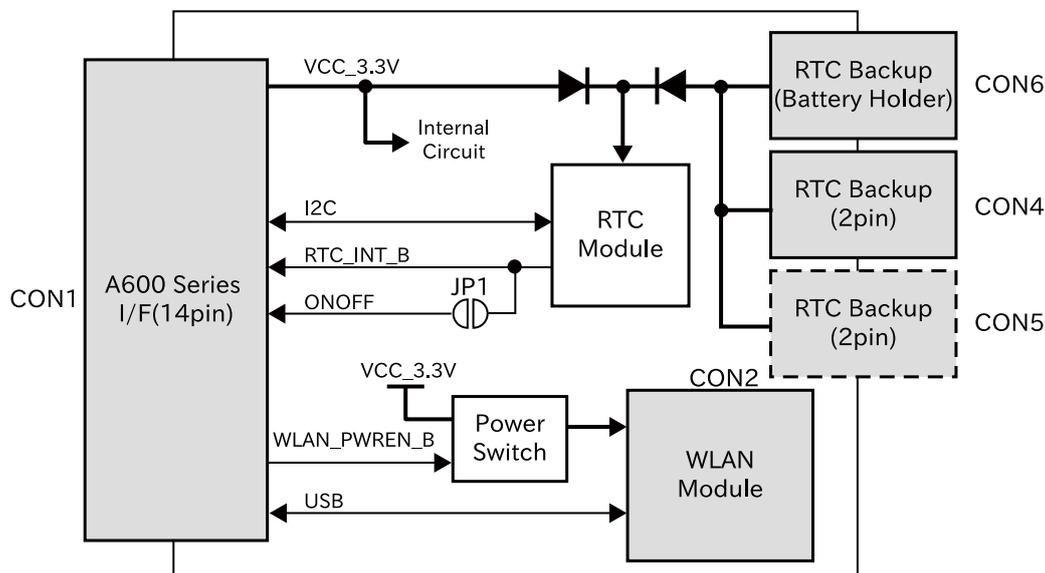 VCC_3.3V
RTC Backup
(Battery Holder)
CON6
Internal
Circuit
RTC Backup
(2pin)
CON4
I2C
RTC
Module
RTC_INT_B
CON1
A600 Series
I/F(14pin)
JP1
ONOFF
RTC Backup
(2pin)
CON5
VCC_3.3V
CON2
Power
Switch
WLAN_PWREN_B
WLAN
Module
USB